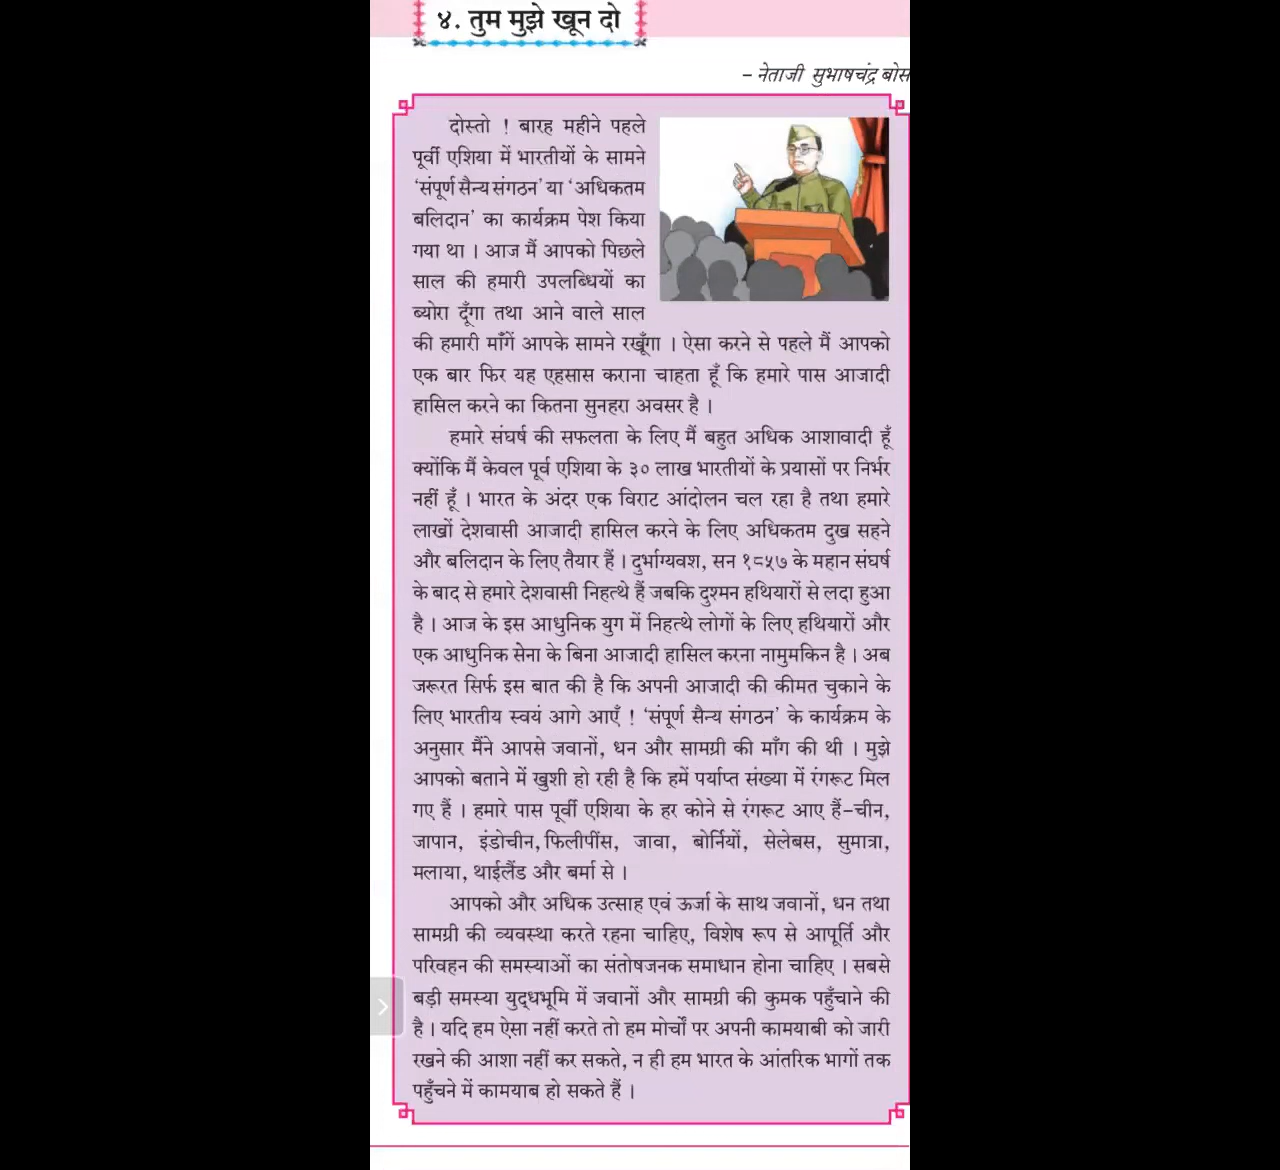 ४. तुम मुझे खून दो
– नेताजी सुभाषचंद्र बोस
दोस्तो ! बारह महीने पहले
पूर्वी एशिया में भारतीयों के सामने
‘संपूर्ण सैन्य संगठन’ या ‘अधिकतम
बलिदान’ का कार्यक्रम पेश किया
गया था । आज मैं आपको पिछले
साल की हमारी उपलब्धियों का
ब्योरा दूँगा तथा आने वाले साल
की हमारी माँगें आपके सामने रखूँगा । ऐसा करने से पहले मैं आपको
एक बार फिर यह एहसास कराना चाहता हूँ कि हमारे पास आजादी
हासिल करने का कितना सुनहरा अवसर है ।
हमारे संघर्ष की सफलता के लिए मैं बहुत अधिक आशावादी हूँ
क्योंकि मैं केवल पूर्व एशिया के ३० लाख भारतीयों के प्रयासों पर निर्भर
नहीं हूँ । भारत के अंदर एक विराट आंदोलन चल रहा है तथा हमारे
लाखों देशवासी आजादी हासिल करने के लिए अधिकतम दुख सहने
और बलिदान के लिए तैयार हैं । दुर्भाग्यवश, सन १८५७ के महान संघर्ष
के बाद से हमारे देशवासी निहत्थे हैं जबकि दुश्मन हथियारों से लदा हुआ
है । आज के इस आधुनिक युग में निहत्थे लोगों के लिए हथियारों और
एक आधुनिक सेना के बिना आजादी हासिल करना नामुमकिन है । अब
जरूरत सिर्फ इस बात की है कि अपनी आजादी की कीमत चुकाने के
लिए भारतीय स्वयं आगे आएँ ! ‘संपूर्ण सैन्य संगठन’ के कार्यक्रम के
अनुसार मैंने आपसे जवानों, धन और सामग्री की माँग की थी । मुझे
आपको बताने में खुशी हो रही है कि हमें पर्याप्त संख्या में रंगरूट मिल
गए हैं । हमारे पास पूर्वी एशिया के हर कोने से रंगरूट आए हैं–चीन,
जापान, इंडोचीन, फिलीपींस, जावा, बोर्नियों, सेलेबस, सुमात्रा,
मलाया, थाईलैंड और बर्मा से ।
आपको और अधिक उत्साह एवं ऊर्जा के साथ जवानों, धन तथा
सामग्री की व्यवस्था करते रहना चाहिए, विशेष रूप से आपूर्ति और
परिवहन की समस्याओं का संतोषजनक समाधान होना चाहिए । सबसे
बड़ी समस्या युद्धभूमि में जवानों और सामग्री की कुमक पहुँचाने की
है । यदि हम ऐसा नहीं करते तो हम मोर्चों पर अपनी कामयाबी को जारी
रखने की आशा नहीं कर सकते, न ही हम भारत के आंतरिक भागों तक
पहुँचने में कामयाब हो सकते हैं ।